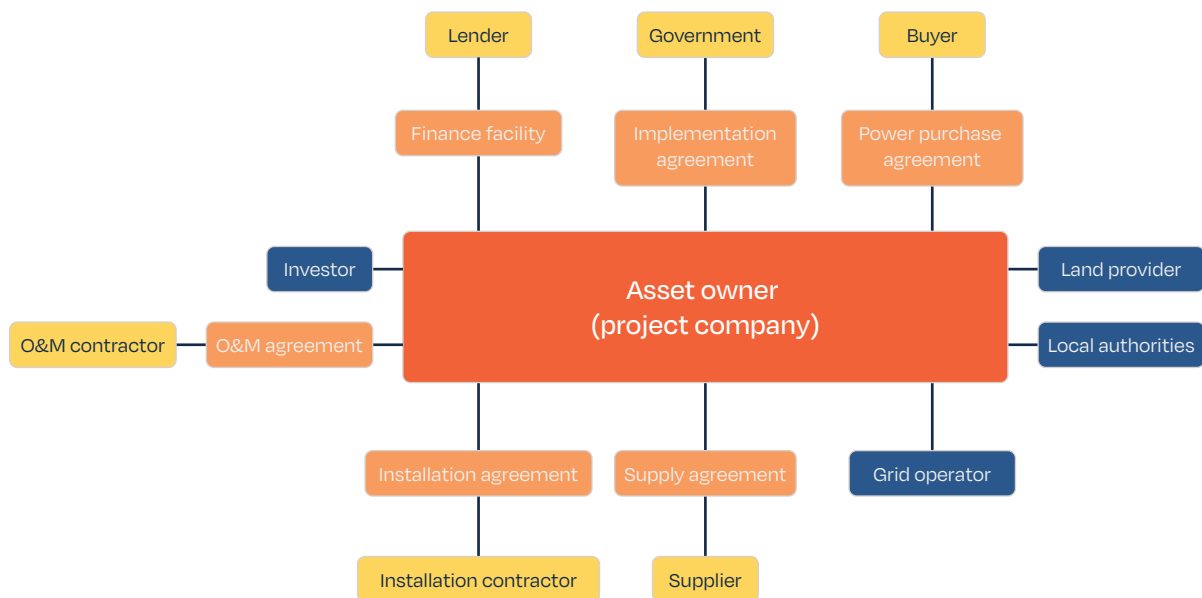 Lender
Government
Buyer
Finance facility
Implementation
agreement
Power purchase
agreement
Investor
Asset owner
(project company)
Land provider
O&M contractor
O&M agreement
Local authorities
Installation agreement
Supply agreement
Grid operator
Installation contractor
Supplier